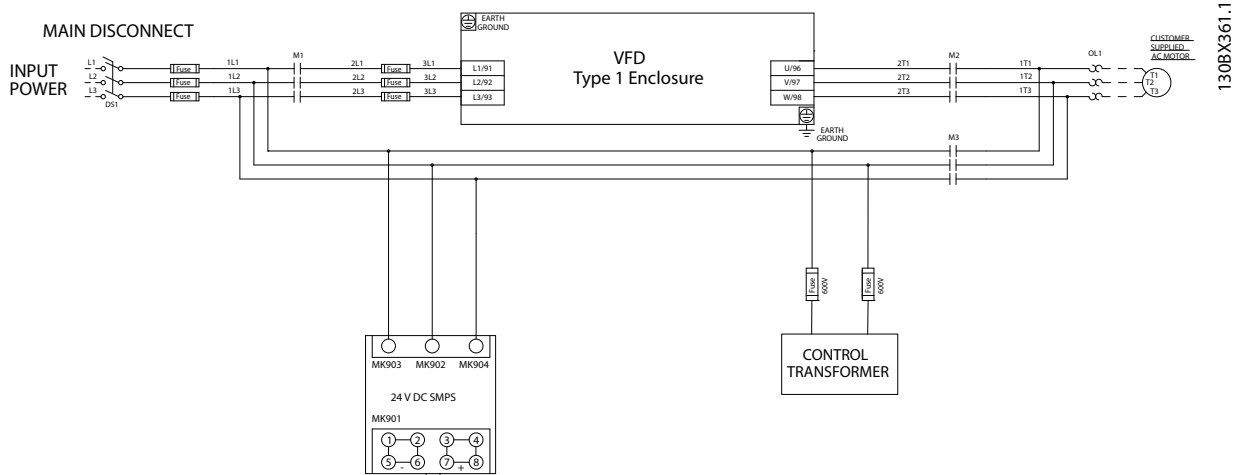 130BX361.1
MAIN DISCONNECT
INPUT
POWER
L1
L2
L3
DS1
Fuse
Fuse
Fuse
1L1
1L2
1L3
M1
2L1
2L2
2L3
Fuse
Fuse
Fuse
3L1
3L2
3L3
EARTH
GROUND
L1/91
L2/92
L3/93
VFD
Type 1 Enclosure
U/96
V/97
W/98
EARTH
GROUND
2T1
2T2
2T3
M2
1T1
1T2
1T3
OL1
CUSTOMER
SUPPLIED
AC MOTOR
T1
T2
T3
M3
Fuse
600V
Fuse
600V
CONTROL
TRANSFORMER
MK903 MK902 MK904
24 V DC SMPS
MK901
1 2 3 4
5 - 6 7 + 8